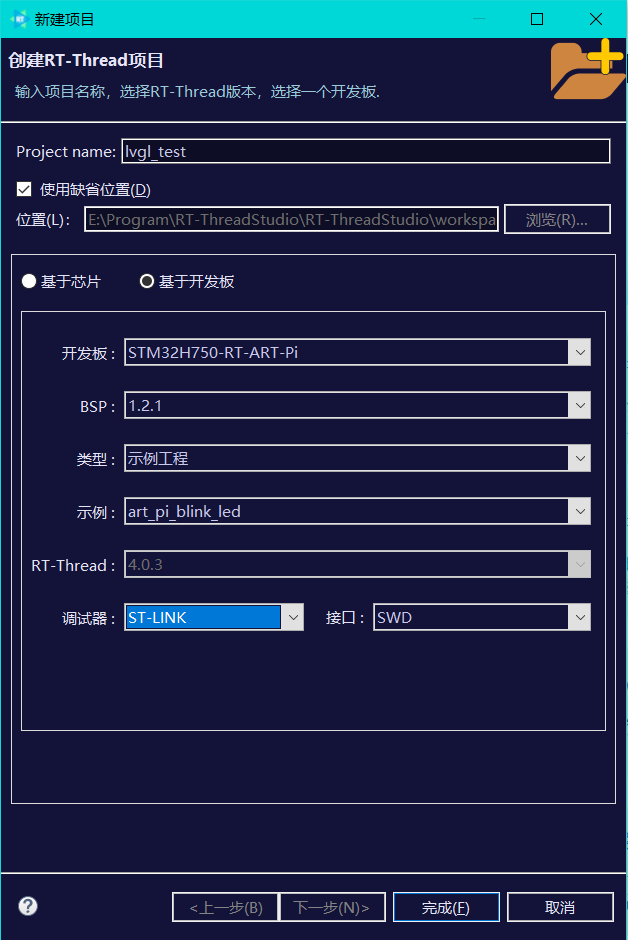 新建项目
创建RT-Thread项目
输入项目名称，选择RT-Thread版本，选择一个开发板.
Project name: lvgl_test
使用缺省位置(D)
位置(L)： E:\Program\RT-ThreadStudio\RT-ThreadStudio\workspa 浏览(R)...
基于芯片 基于开发板
开发板 : STM32H750-RT-ART-Pi
BSP : 1.2.1
类型 : 示例工程
示例 : art_pi_blink_led
RT-Thread : 4.0.3
调试器 : ST-LINK 接口 : SWD
? <上一步(B) 下一步(N)> 完成(F) 取消